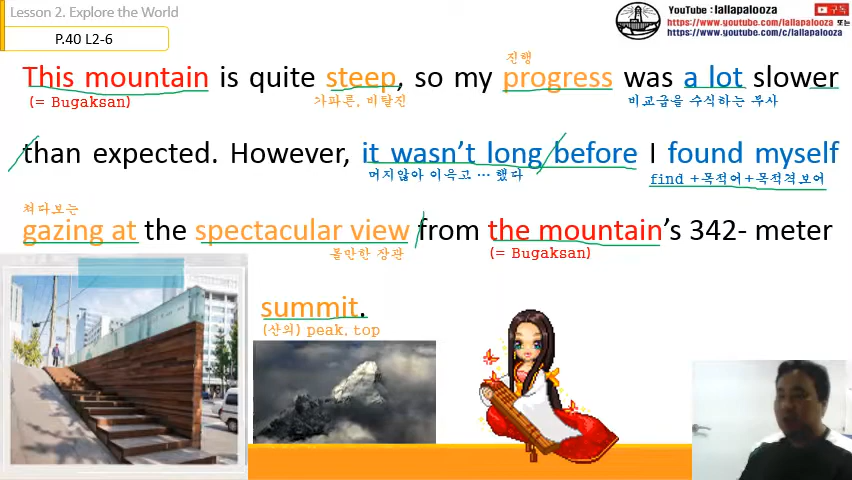 Lesson 2. Explore the World
P.40 L2-6
YouTube : lallapalooza
구독
https://www.youtube.com/lallapalooza 또는
https://www.youtube.com/c/lallapalooza
진행
This mountain is quite steep, so my progress was a lot slower
(= Bugaksan) 가파른, 비탈진 비교급을 수식하는 부사
than expected. However, it wasn't long before I found myself
머지않아 이윽고 … 했다 find +목적어+목적격보어
쳐다보는
gazing at the spectacular view from the mountain's 342- meter
볼만한 장관 (= Bugaksan)
summit.
(산의) peak, top